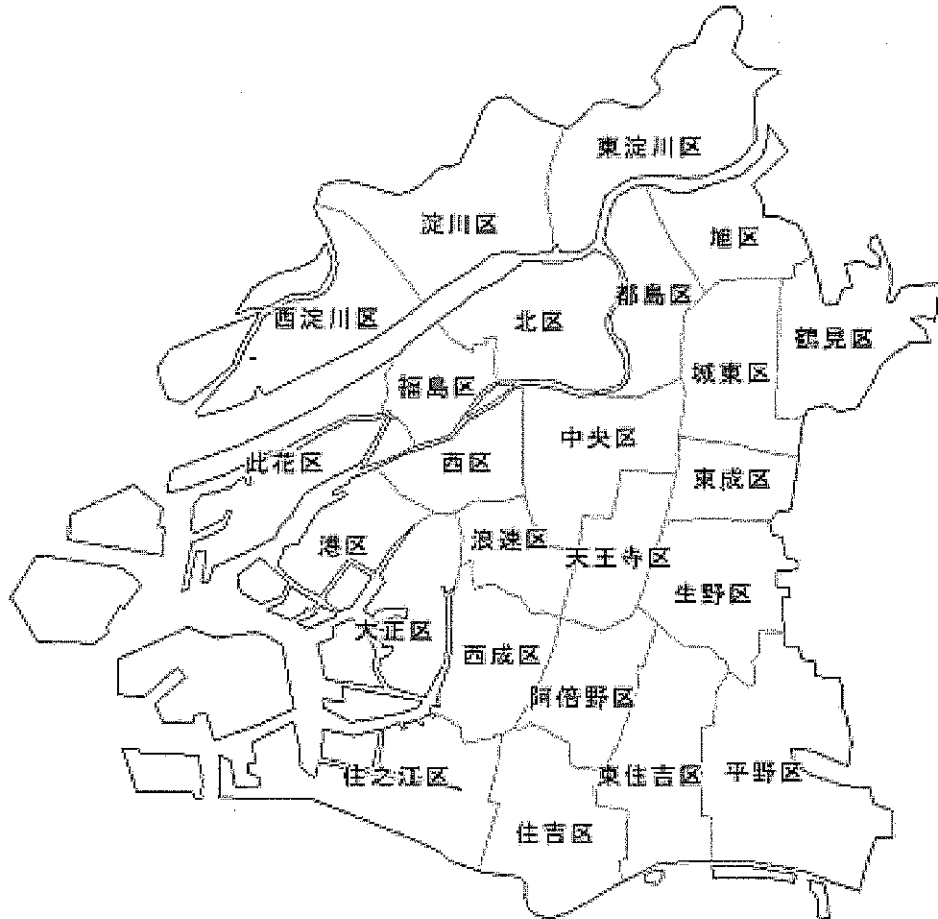 東淀川区
淀川区
旭区
都島区
西淀川区
北区
鶴見区
城東区
福島区
中央区
此花区
西区
東成区
港区
浪速区
天王寺区
生野区
大正区
西成区
阿倍野区
住之江区
東住吉区
平野区
住吉区